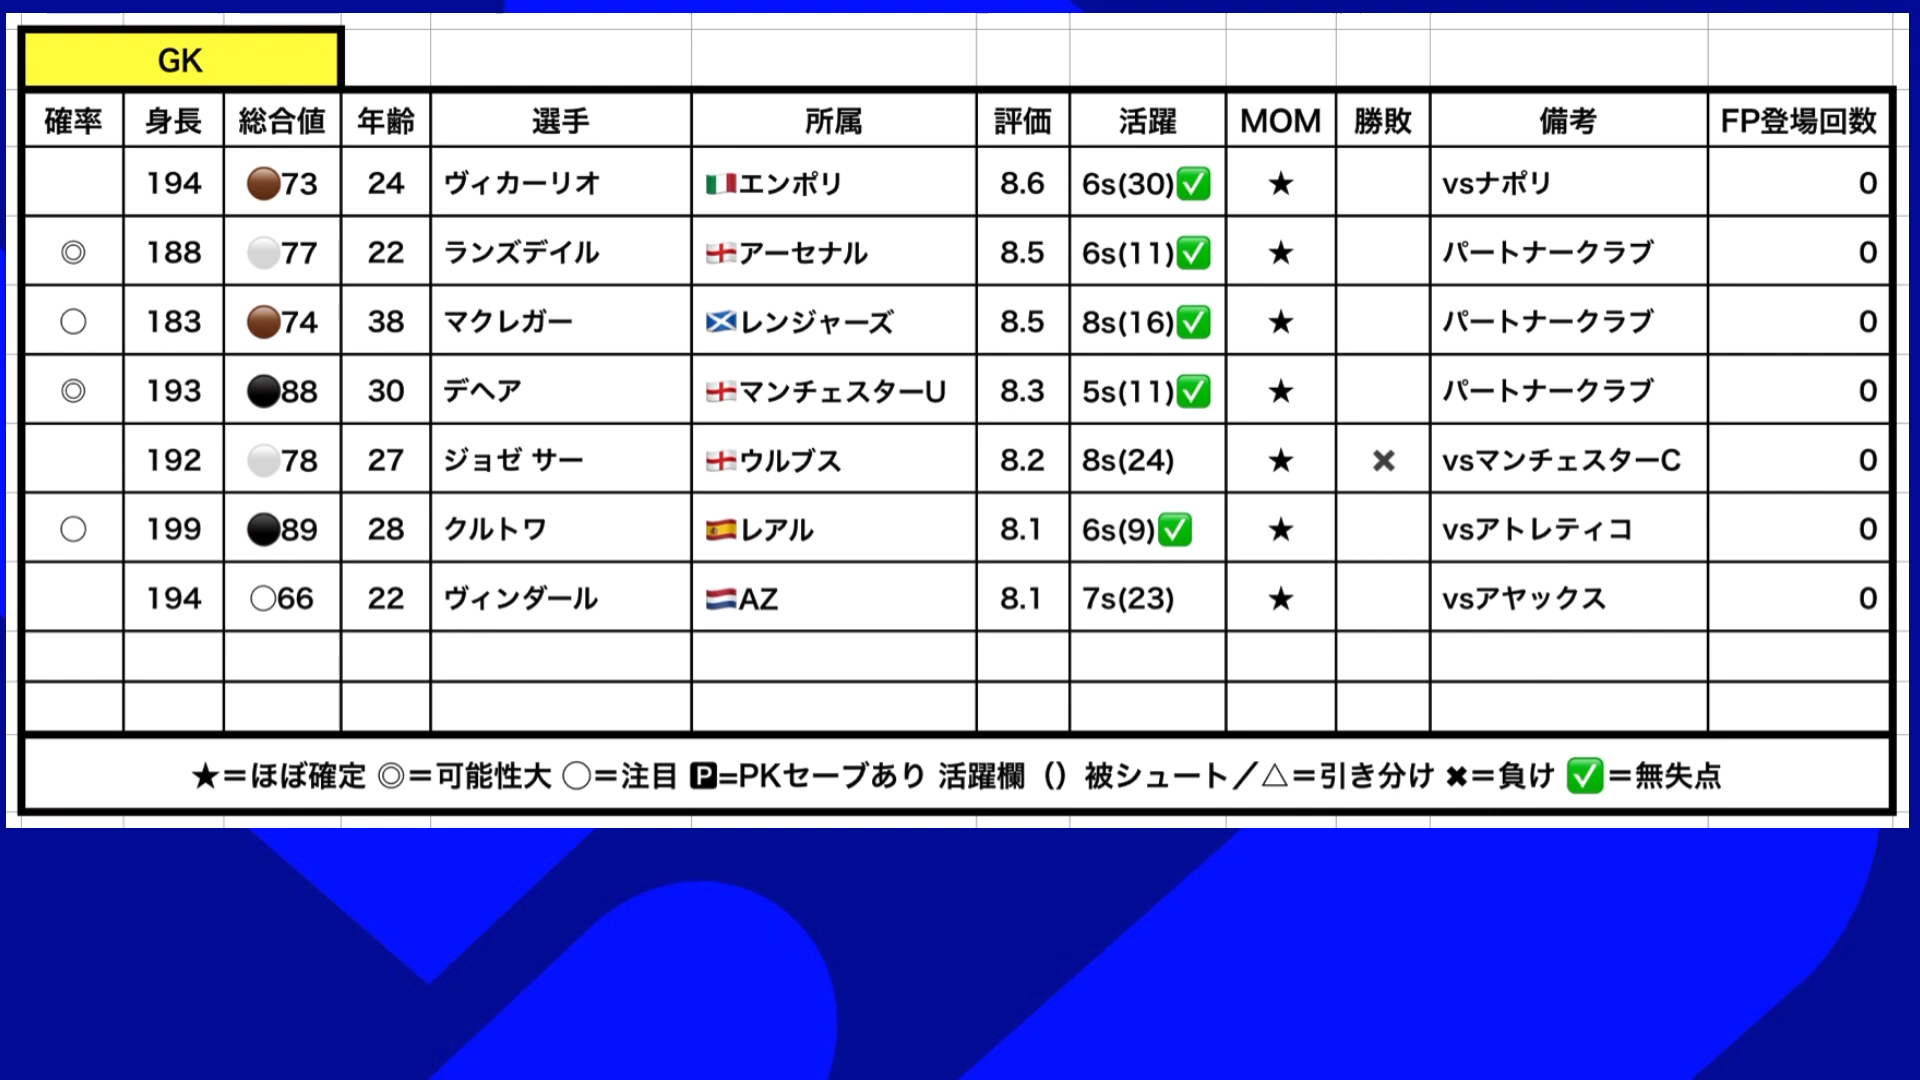 GK
確率 身長 総合値 年齢 選手 所属 評価 活躍 MOM 勝敗 備考 FP登場回数
194 🟤73 24 ヴィカーリオ 🇮🇹エンポリ 8.6 6s(30)✅ ★ vsナポリ 0
◎ 188 ⚪77 22 ランズデイル 🏴󠁧󠁢󠁥󠁮󠁧󠁿アーセナル 8.5 6s(11)✅ ★ パートナークラブ 0
○ 183 🟤74 38 マクレガー 🏴󠁧󠁢󠁳󠁣󠁴󠁿レンジャーズ 8.5 8s(16)✅ ★ パートナークラブ 0
◎ 193 ⚫88 30 デヘア 🏴󠁧󠁢󠁥󠁮󠁧󠁿マンチェスターU 8.3 5s(11)✅ ★ パートナークラブ 0
192 ⚪78 27 ジョゼ サー 🏴󠁧󠁢󠁥󠁮󠁧󠁿ウルブス 8.2 8s(24) ★ ✖ vsマンチェスターC 0
○ 199 ⚫89 28 クルトワ 🇪🇸レアル 8.1 6s(9)✅ ★ vsアトレティコ 0
194 ○66 22 ヴィンダール 🇳🇱AZ 8.1 7s(23) ★ vsアヤックス 0
★＝ほぼ確定 ◎＝可能性大 ○＝注目 🅿=PKセーブあり 活躍欄（）被シュート／△＝引き分け ✖＝負け ✅＝無失点